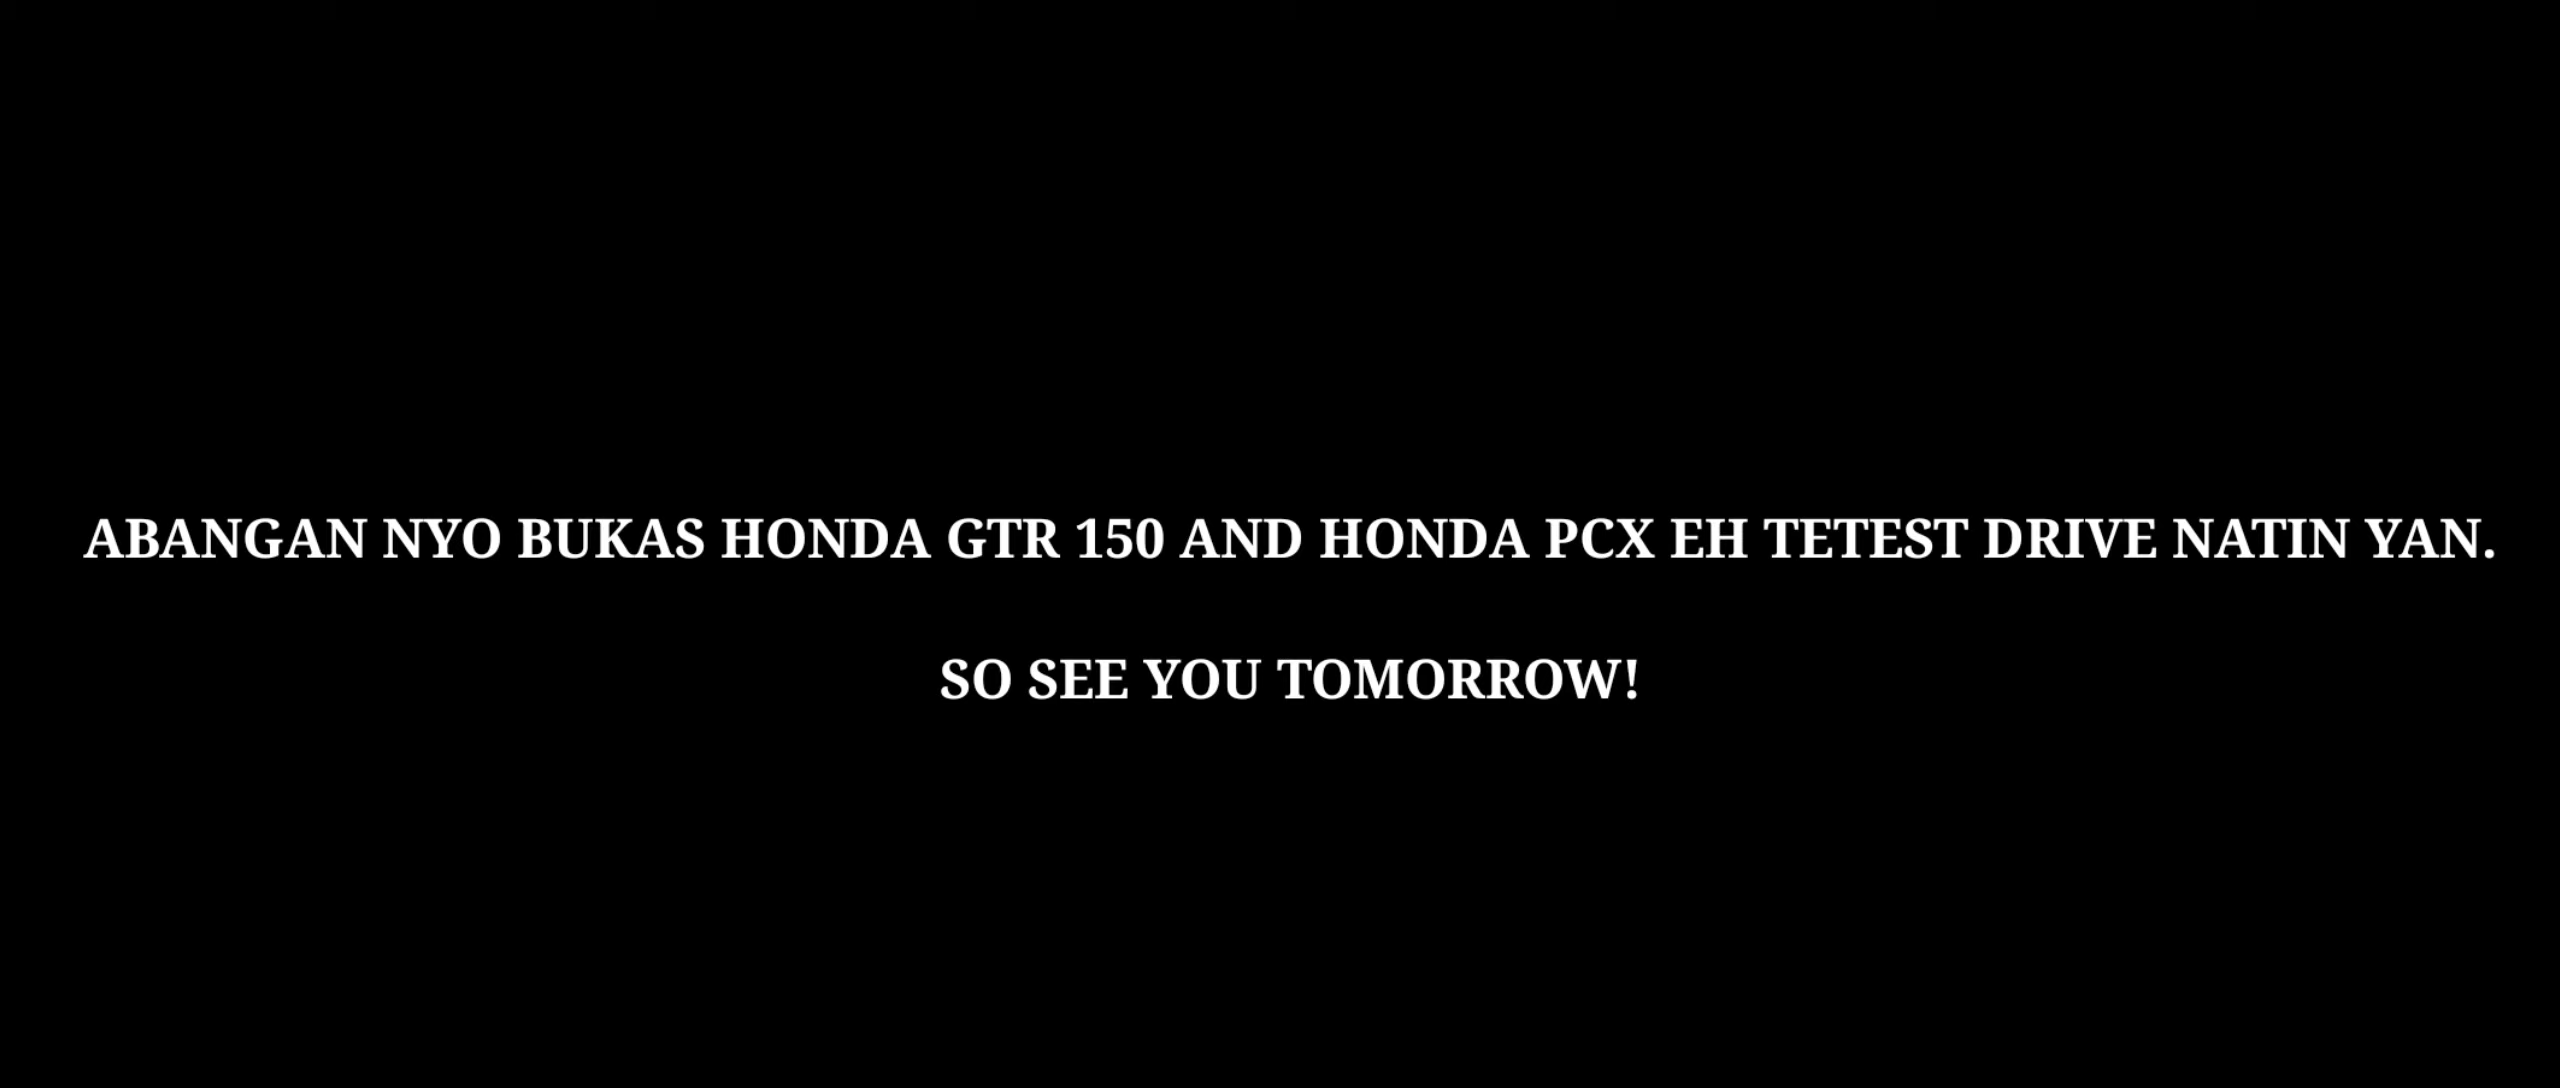 ABANGAN NYO BUKAS HONDA GTR 150 AND HONDA PCX EH TETEST DRIVE NATIN YAN.
SO SEE YOU TOMORROW!